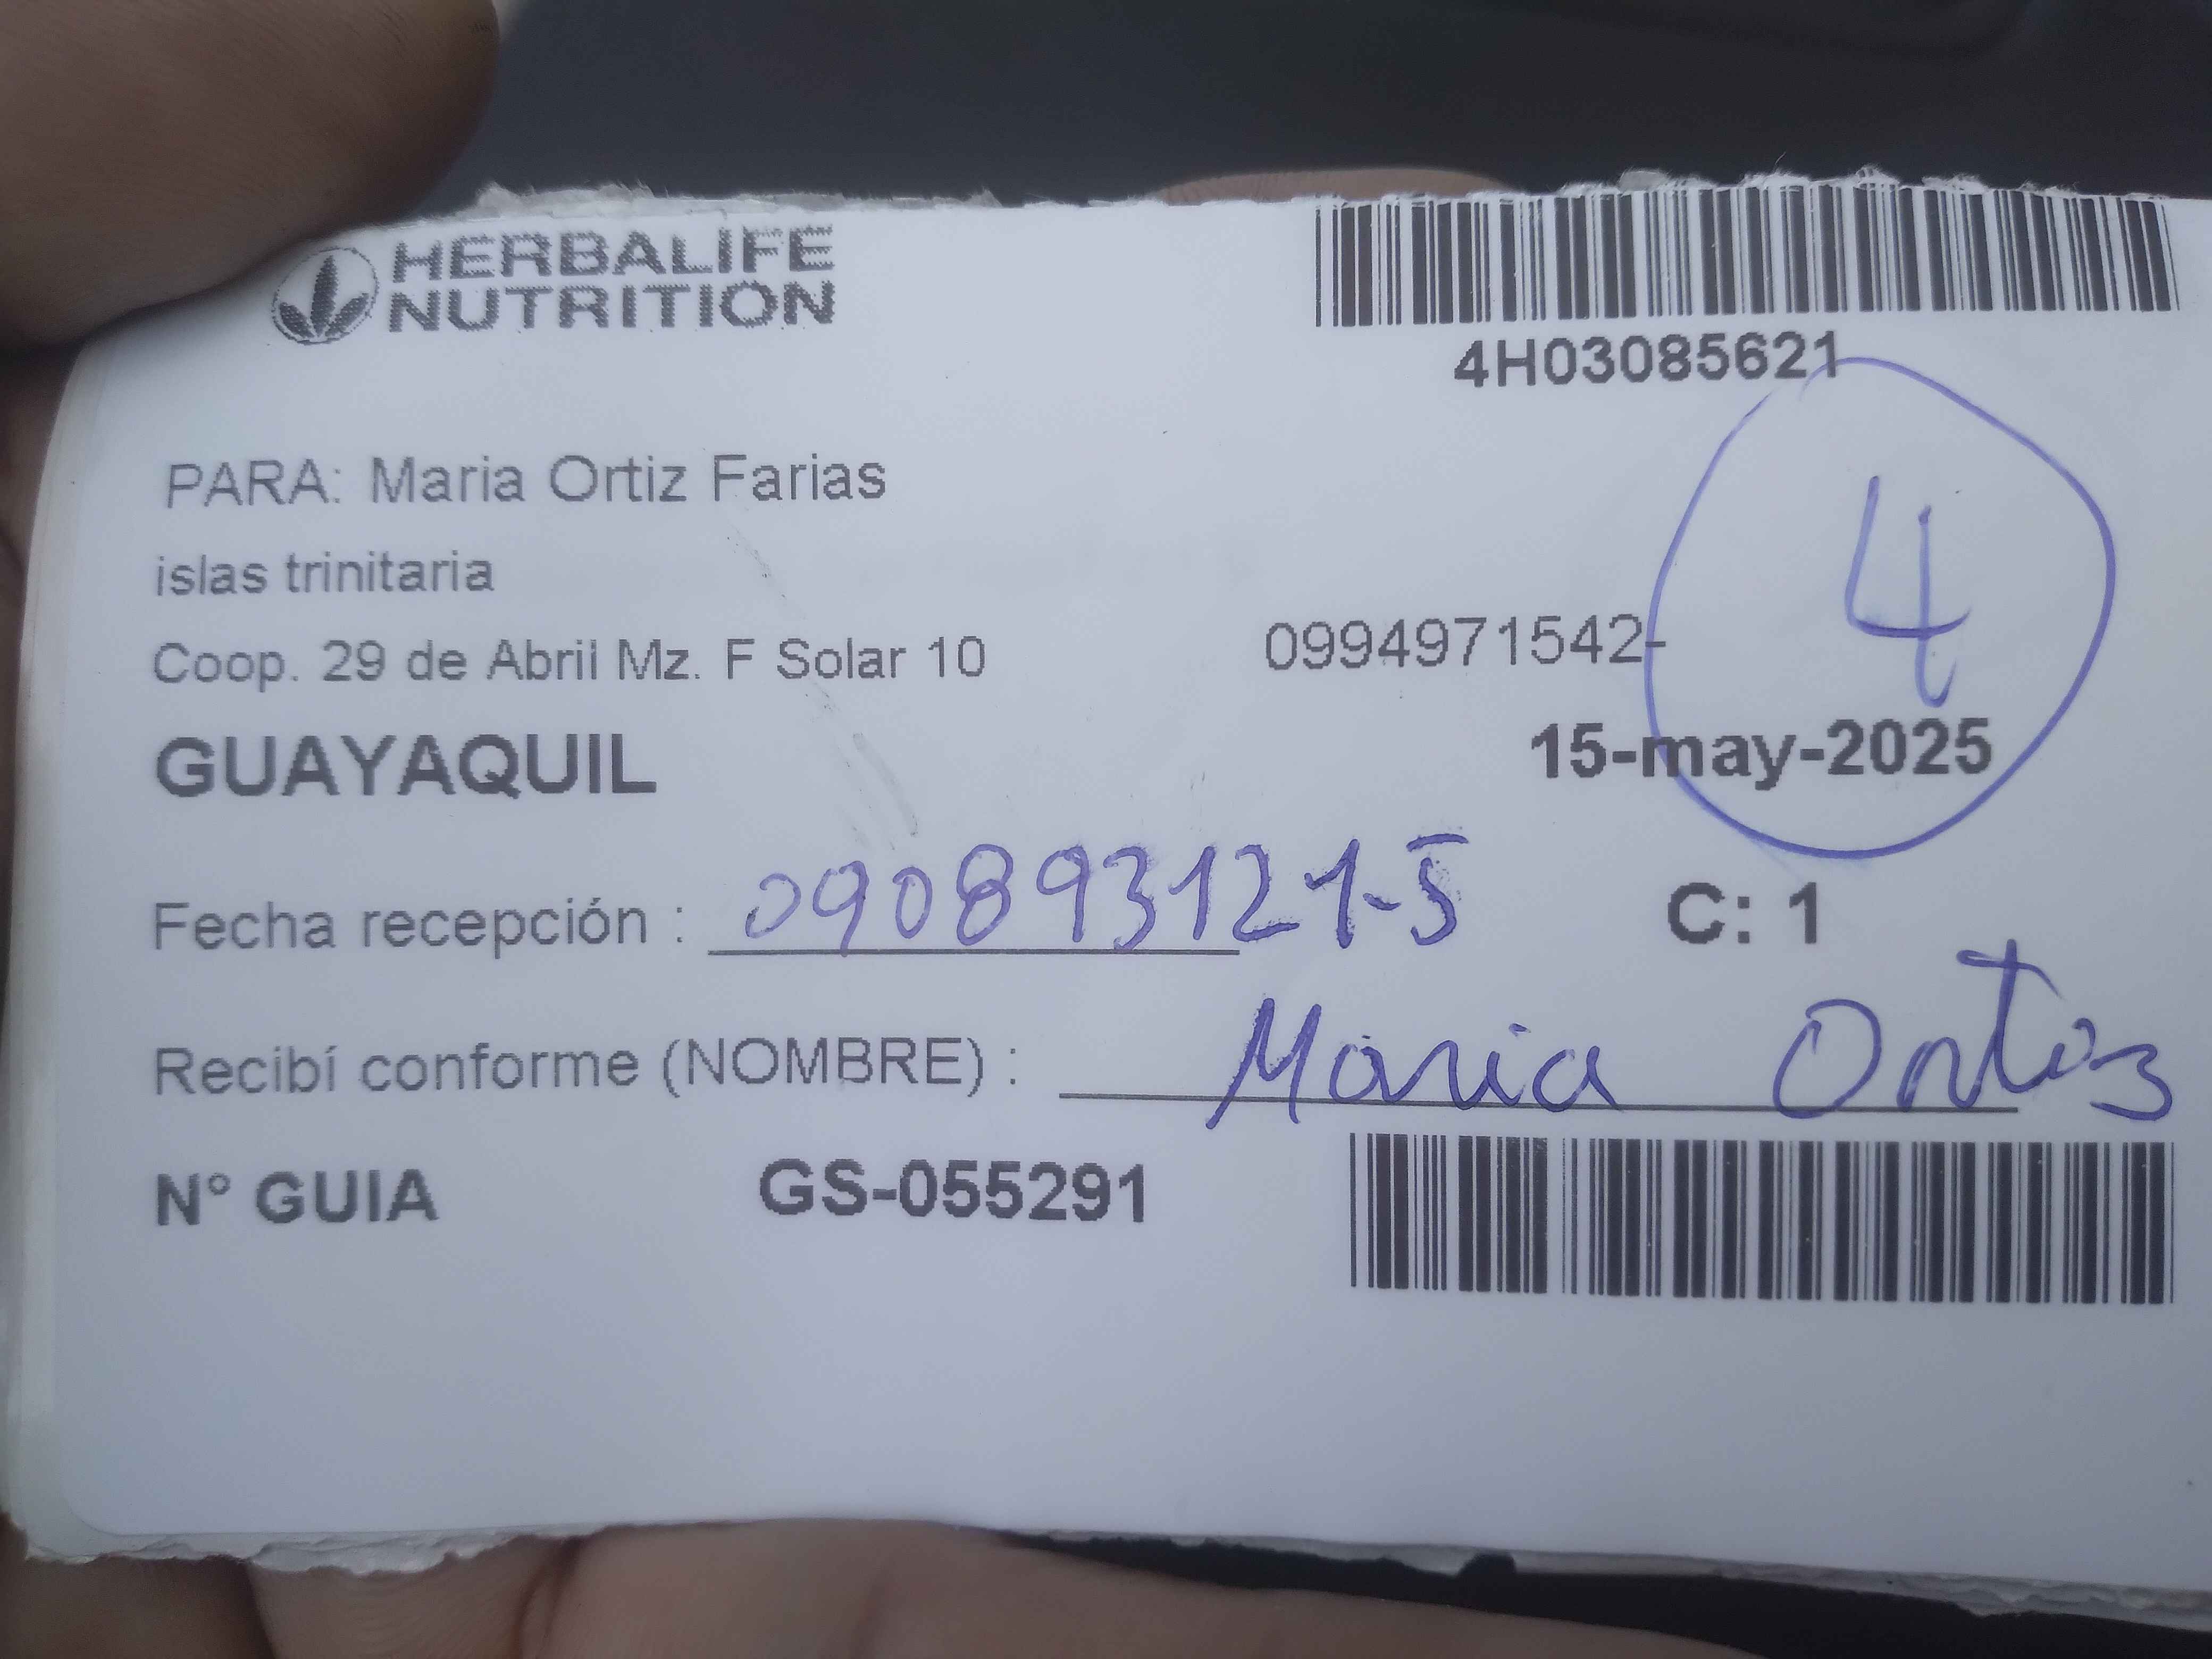 HERBALIFE
NUTRITION
4H03085621
PARA: Maria Ortiz Farias
islas trinitaria
4
Coop. 29 de Abril Mz. F Solar 10 0994971542-
GUAYAQUIL 15-may-2025
Fecha recepción : 090893121-5 C: 1
Recibí conforme (NOMBRE) : Maria Ortiz
N° GUIA GS-055291